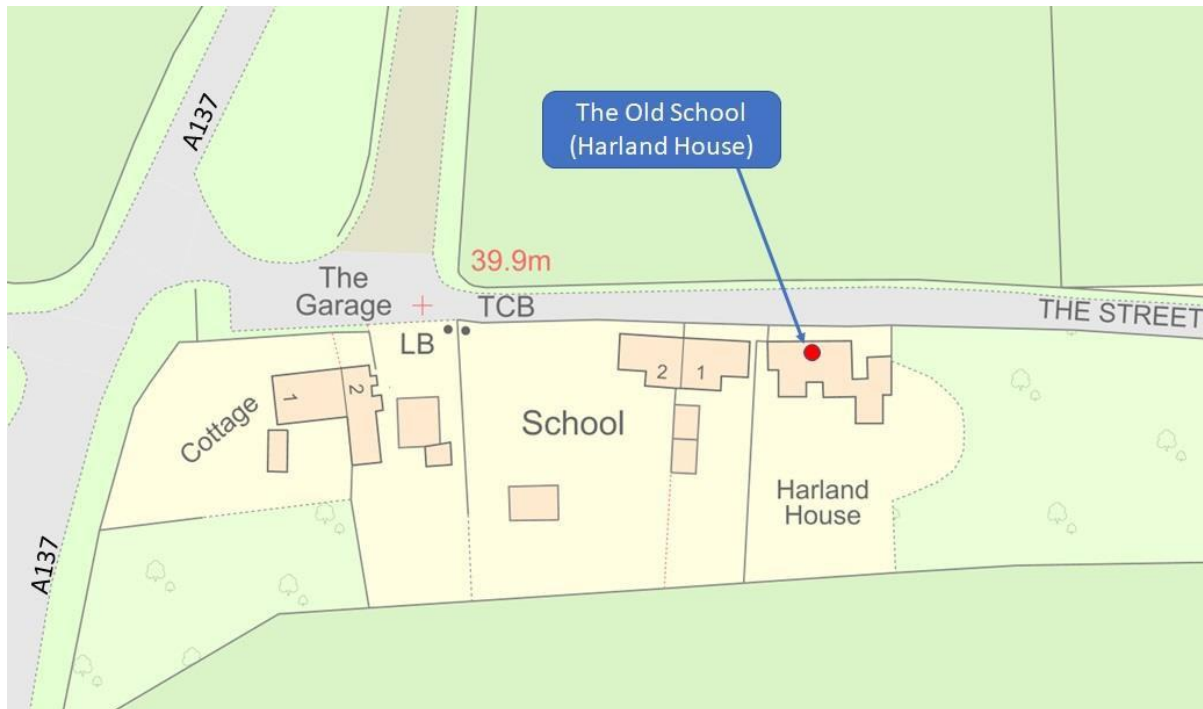 A137
The Old School
(Harland House)
39.9m
The
Garage
TCB
THE STREET
LB
2
1
1
2
Cottage
School
Harland
House
A137